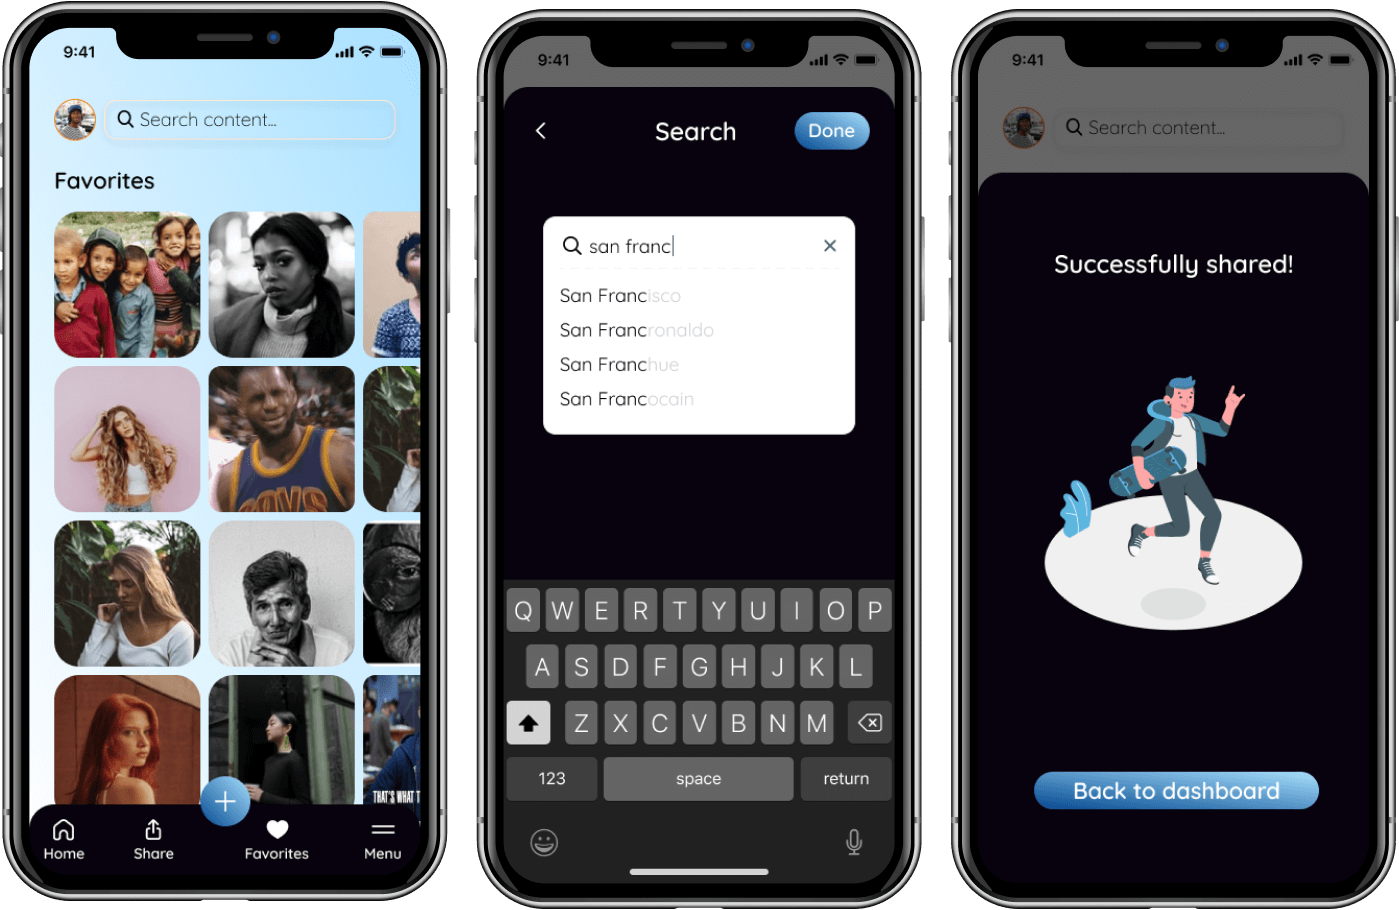 9:41
Search content...
Favorites
THAT'S WHAT T
Home
Share
Favorites
Menu
9:41
Search
Done
san franc
San Francisco
San Francronaldo
San Franchue
San Francocain
Q W E R T Y U I O P
A S D F G H J K L
Z X C V B N M
123
space
return
9:41
Search content...
Successfully shared!
Back to dashboard